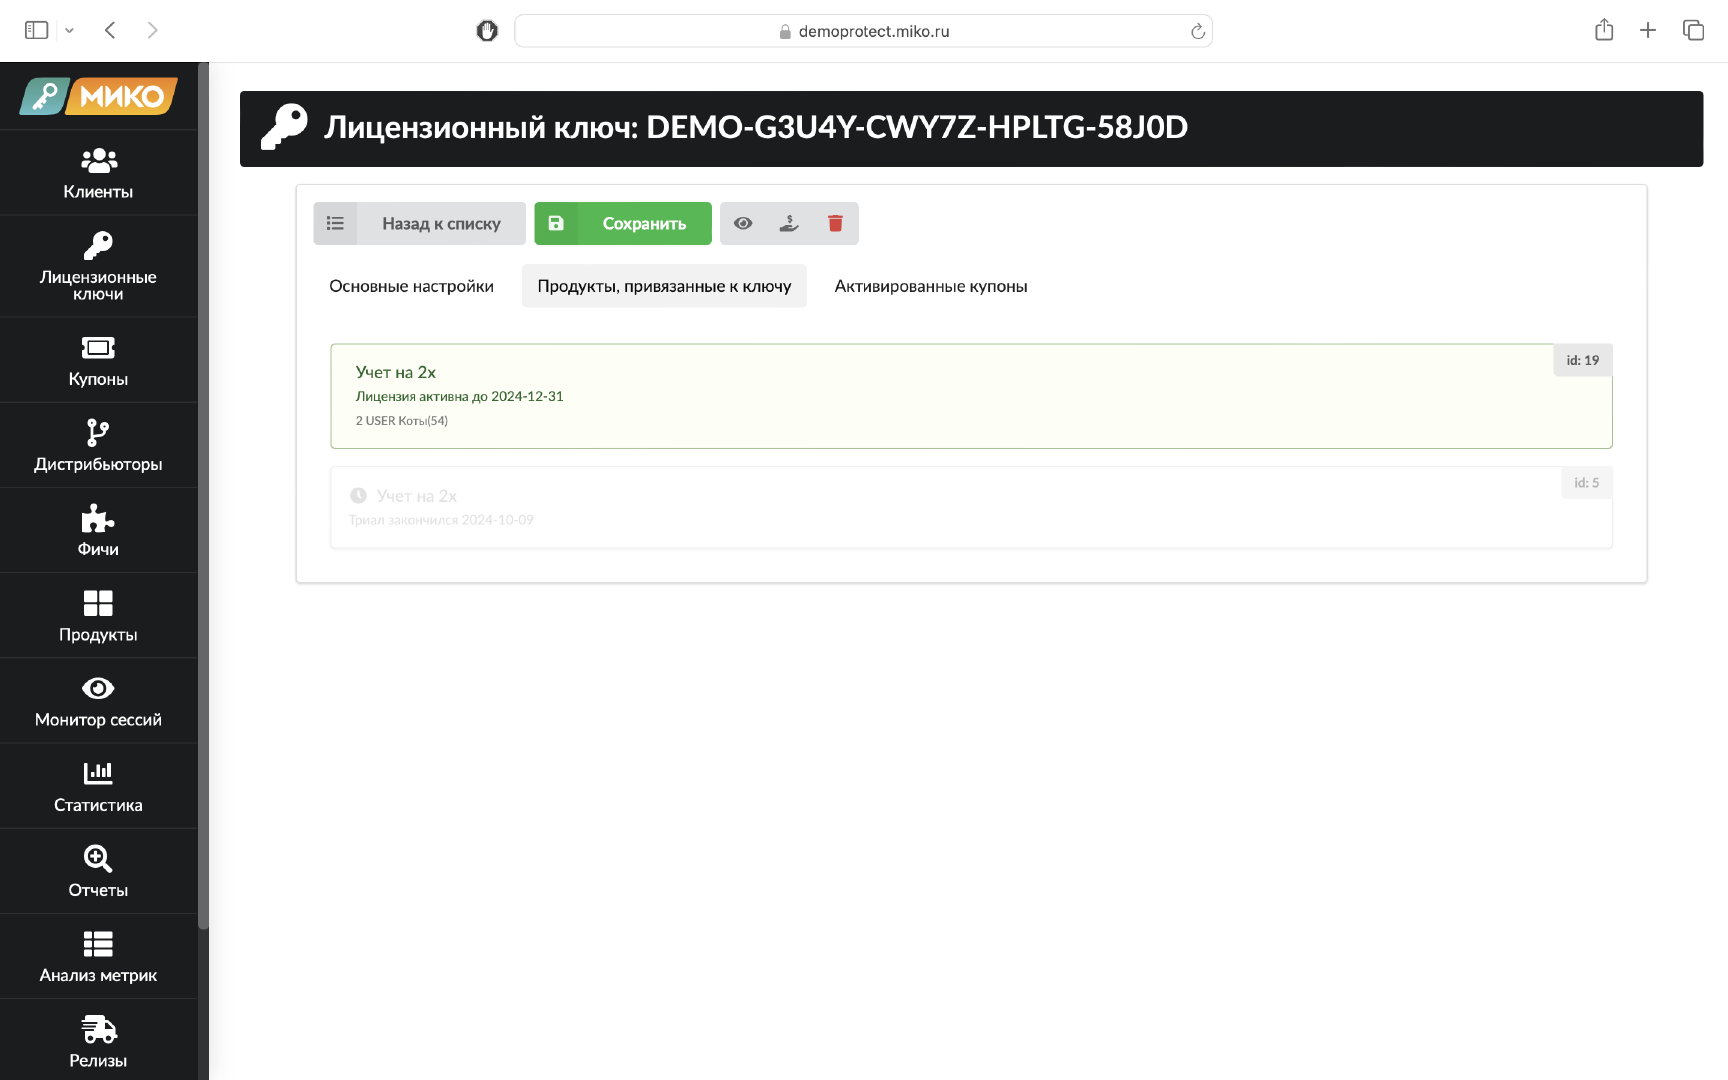 demoprotect.miko.ru
МИКО
Клиенты
Лицензионные
ключи
Купоны
Дистрибьюторы
Фичи
Продукты
Монитор сессий
Статистика
Отчеты
Анализ метрик
Релизы
Лицензионный ключ: DEMO-G3U4Y-CWY7Z-HPLTG-58J0D
Назад к списку
Сохранить
Основные настройки
Продукты, привязанные к ключу
Активированные купоны
Учет на 2х
id: 19
Лицензия активна до 2024-12-31
2 USER Коты(54)
Учет на 2х
id: 5
Триал закончился 2024-10-09